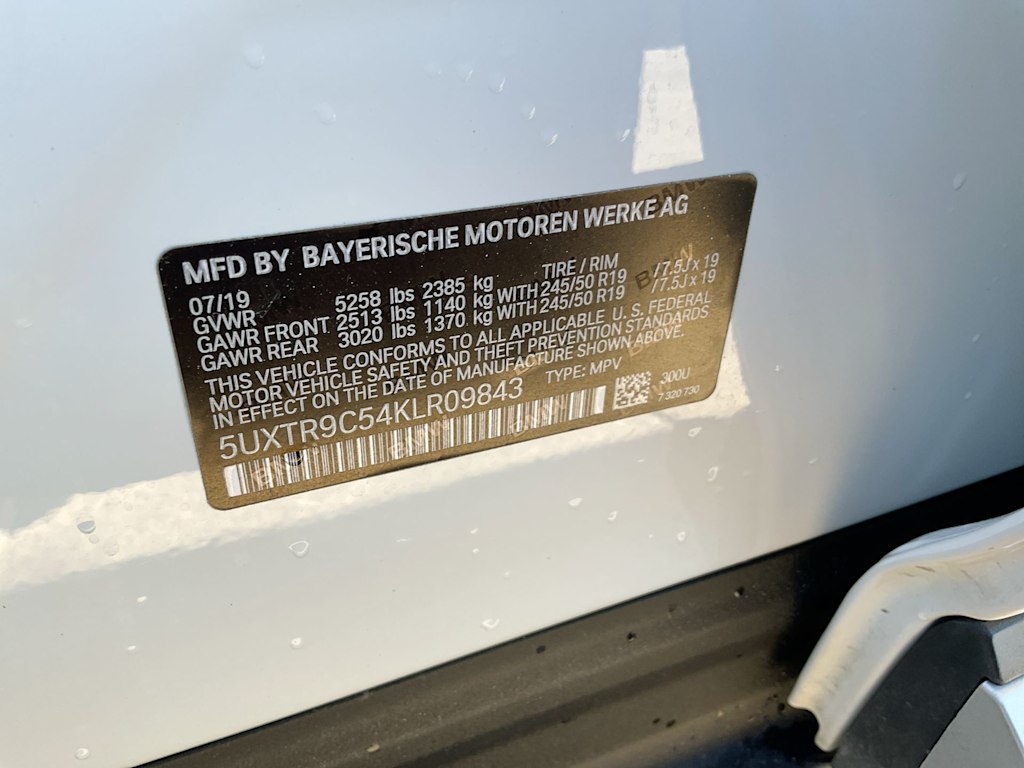 MFD BY BAYERISCHE MOTOREN WERKE AG
07/19 TIRE / RIM
GVWR 5258 lbs 2385 kg
GAWR FRONT 2513 lbs 1140 kg WITH 245/50 R19 / 7.5J x 19
GAWR REAR 3020 lbs 1370 kg WITH 245/50 R19 / 7.5J x 19
THIS VEHICLE CONFORMS TO ALL APPLICABLE U. S. FEDERAL
MOTOR VEHICLE SAFETY AND THEFT PREVENTION STANDARDS
IN EFFECT ON THE DATE OF MANUFACTURE SHOWN ABOVE.
5UXTR9C54KLR09843 TYPE: MPV
300U
7 320 730